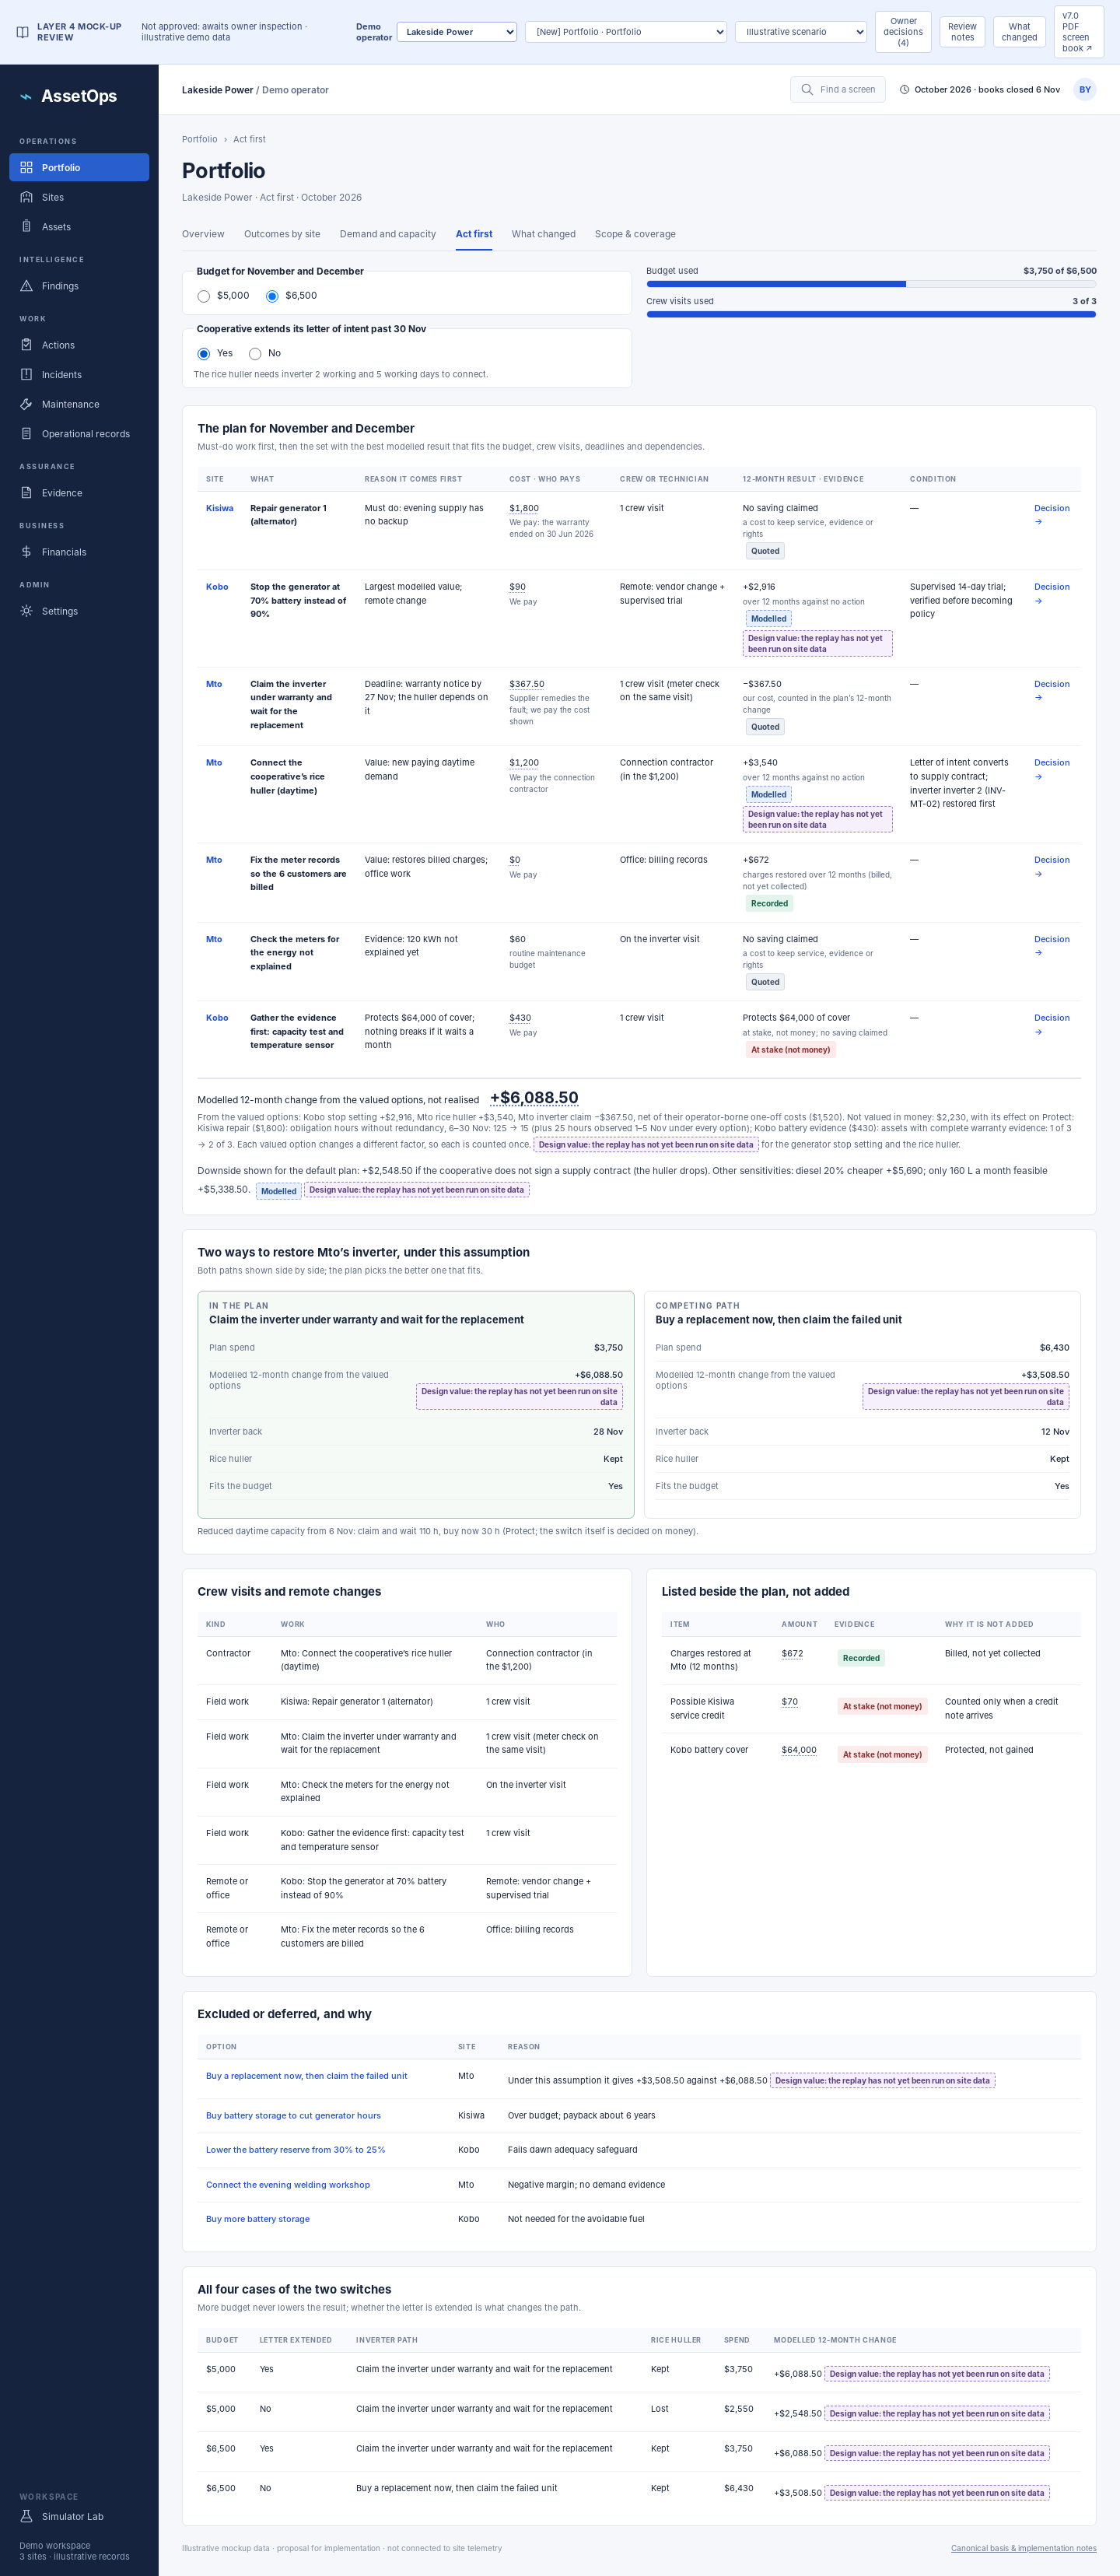 LAYER 4 MOCK-UP REVIEW
Not approved: awaits owner inspection · illustrative demo data
Demo operator
Lakeside Power
[New] Portfolio · Portfolio
Illustrative scenario
Owner decisions (4)
Review notes
What changed
v7.0 PDF screen book ↗
AssetOps
OPERATIONS
Portfolio
Sites
Assets
INTELLIGENCE
Findings
WORK
Actions
Incidents
Maintenance
Operational records
ASSURANCE
Evidence
BUSINESS
Financials
ADMIN
Settings
WORKSPACE
Simulator Lab
Demo workspace
3 sites · illustrative records
Lakeside Power / Demo operator
Find a screen
October 2026 · books closed 6 Nov
BY
Portfolio › Act first
Portfolio
Lakeside Power · Act first · October 2026
Overview Outcomes by site Demand and capacity Act first What changed Scope & coverage
Budget for November and December
$5,000 $6,500
Cooperative extends its letter of intent past 30 Nov
Yes No
The rice huller needs inverter 2 working and 5 working days to connect.
Budget used $3,750 of $6,500
Crew visits used 3 of 3
The plan for November and December
Must-do work first, then the set with the best modelled result that fits the budget, crew visits, deadlines and dependencies.
SITE WHAT REASON IT COMES FIRST COST · WHO PAYS CREW OR TECHNICIAN 12-MONTH RESULT · EVIDENCE CONDITION
Kisiwa
Repair generator 1 (alternator)
Must do: evening supply has no backup
$1,800
We pay: the warranty ended on 30 Jun 2026
1 crew visit
No saving claimed
a cost to keep service, evidence or rights
Quoted
—
Decision →
Kobo
Stop the generator at 70% battery instead of 90%
Largest modelled value; remote change
$90
We pay
Remote: vendor change + supervised trial
+$2,916
over 12 months against no action
Modelled
Design value: the replay has not yet been run on site data
Supervised 14-day trial; verified before becoming policy
Decision →
Mto
Claim the inverter under warranty and wait for the replacement
Deadline: warranty notice by 27 Nov; the huller depends on it
$367.50
Supplier remedies the fault; we pay the cost shown
1 crew visit (meter check on the same visit)
−$367.50
our cost, counted in the plan's 12-month change
Quoted
—
Decision →
Mto
Connect the cooperative's rice huller (daytime)
Value: new paying daytime demand
$1,200
We pay the connection contractor
Connection contractor (in the $1,200)
+$3,540
over 12 months against no action
Modelled
Design value: the replay has not yet been run on site data
Letter of intent converts to supply contract; inverter inverter 2 (INV-MT-02) restored first
Decision →
Mto
Fix the meter records so the 6 customers are billed
Value: restores billed charges; office work
$0
We pay
Office: billing records
+$672
charges restored over 12 months (billed, not yet collected)
Recorded
—
Decision →
Mto
Check the meters for the energy not explained
Evidence: 120 kWh not explained yet
$60
routine maintenance budget
On the inverter visit
No saving claimed
a cost to keep service, evidence or rights
Quoted
—
Decision →
Kobo
Gather the evidence first: capacity test and temperature sensor
Protects $64,000 of cover; nothing breaks if it waits a month
$430
We pay
1 crew visit
Protects $64,000 of cover
at stake, not money; no saving claimed
At stake (not money)
—
Decision →
Modelled 12-month change from the valued options, not realised +$6,088.50
From the valued options: Kobo stop setting +$2,916, Mto rice huller +$3,540, Mto inverter claim −$367.50, net of their operator-borne one-off costs ($1,520). Not valued in money: $2,230, with its effect on Protect:
Kisiwa repair ($1,800): obligation hours without redundancy, 6–30 Nov: 125 → 15 (plus 25 hours observed 1–5 Nov under every option); Kobo battery evidence ($430): assets with complete warranty evidence: 1 of 3
→ 2 of 3. Each valued option changes a different factor, so each is counted once. Design value: the replay has not yet been run on site data for the generator stop setting and the rice huller.
Downside shown for the default plan: +$2,548.50 if the cooperative does not sign a supply contract (the huller drops). Other sensitivities: diesel 20% cheaper +$5,690; only 160 L a month feasible
+$5,338.50. Modelled Design value: the replay has not yet been run on site data
Two ways to restore Mto's inverter, under this assumption
Both paths shown side by side; the plan picks the better one that fits.
IN THE PLAN
Claim the inverter under warranty and wait for the replacement
Plan spend $3,750
Modelled 12-month change from the valued options +$6,088.50
Design value: the replay has not yet been run on site data
Inverter back 28 Nov
Rice huller Kept
Fits the budget Yes
COMPETING PATH
Buy a replacement now, then claim the failed unit
Plan spend $6,430
Modelled 12-month change from the valued options +$3,508.50
Design value: the replay has not yet been run on site data
Inverter back 12 Nov
Rice huller Kept
Fits the budget Yes
Reduced daytime capacity from 6 Nov: claim and wait 110 h, buy now 30 h (Protect; the switch itself is decided on money).
Crew visits and remote changes
KIND WORK WHO
Contractor Mto: Connect the cooperative's rice huller (daytime) Connection contractor (in the $1,200)
Field work Kisiwa: Repair generator 1 (alternator) 1 crew visit
Field work Mto: Claim the inverter under warranty and wait for the replacement 1 crew visit (meter check on the same visit)
Field work Mto: Check the meters for the energy not explained On the inverter visit
Field work Kobo: Gather the evidence first: capacity test and temperature sensor 1 crew visit
Remote or office Kobo: Stop the generator at 70% battery instead of 90% Remote: vendor change + supervised trial
Remote or office Mto: Fix the meter records so the 6 customers are billed Office: billing records
Listed beside the plan, not added
ITEM AMOUNT EVIDENCE WHY IT IS NOT ADDED
Charges restored at Mto (12 months) $672 Recorded Billed, not yet collected
Possible Kisiwa service credit $70 At stake (not money) Counted only when a credit note arrives
Kobo battery cover $64,000 At stake (not money) Protected, not gained
Excluded or deferred, and why
OPTION SITE REASON
Buy a replacement now, then claim the failed unit Mto Under this assumption it gives +$3,508.50 against +$6,088.50 Design value: the replay has not yet been run on site data
Buy battery storage to cut generator hours Kisiwa Over budget; payback about 6 years
Lower the battery reserve from 30% to 25% Kobo Fails dawn adequacy safeguard
Connect the evening welding workshop Mto Negative margin; no demand evidence
Buy more battery storage Kobo Not needed for the avoidable fuel
All four cases of the two switches
More budget never lowers the result; whether the letter is extended is what changes the path.
BUDGET LETTER EXTENDED INVERTER PATH RICE HULLER SPEND MODELLED 12-MONTH CHANGE
$5,000 Yes Claim the inverter under warranty and wait for the replacement Kept $3,750 +$6,088.50 Design value: the replay has not yet been run on site data
$5,000 No Claim the inverter under warranty and wait for the replacement Lost $2,550 +$2,548.50 Design value: the replay has not yet been run on site data
$6,500 Yes Claim the inverter under warranty and wait for the replacement Kept $3,750 +$6,088.50 Design value: the replay has not yet been run on site data
$6,500 No Buy a replacement now, then claim the failed unit Kept $6,430 +$3,508.50 Design value: the replay has not yet been run on site data
Illustrative mockup data · proposal for implementation · not connected to site telemetry
Canonical basis & implementation notes